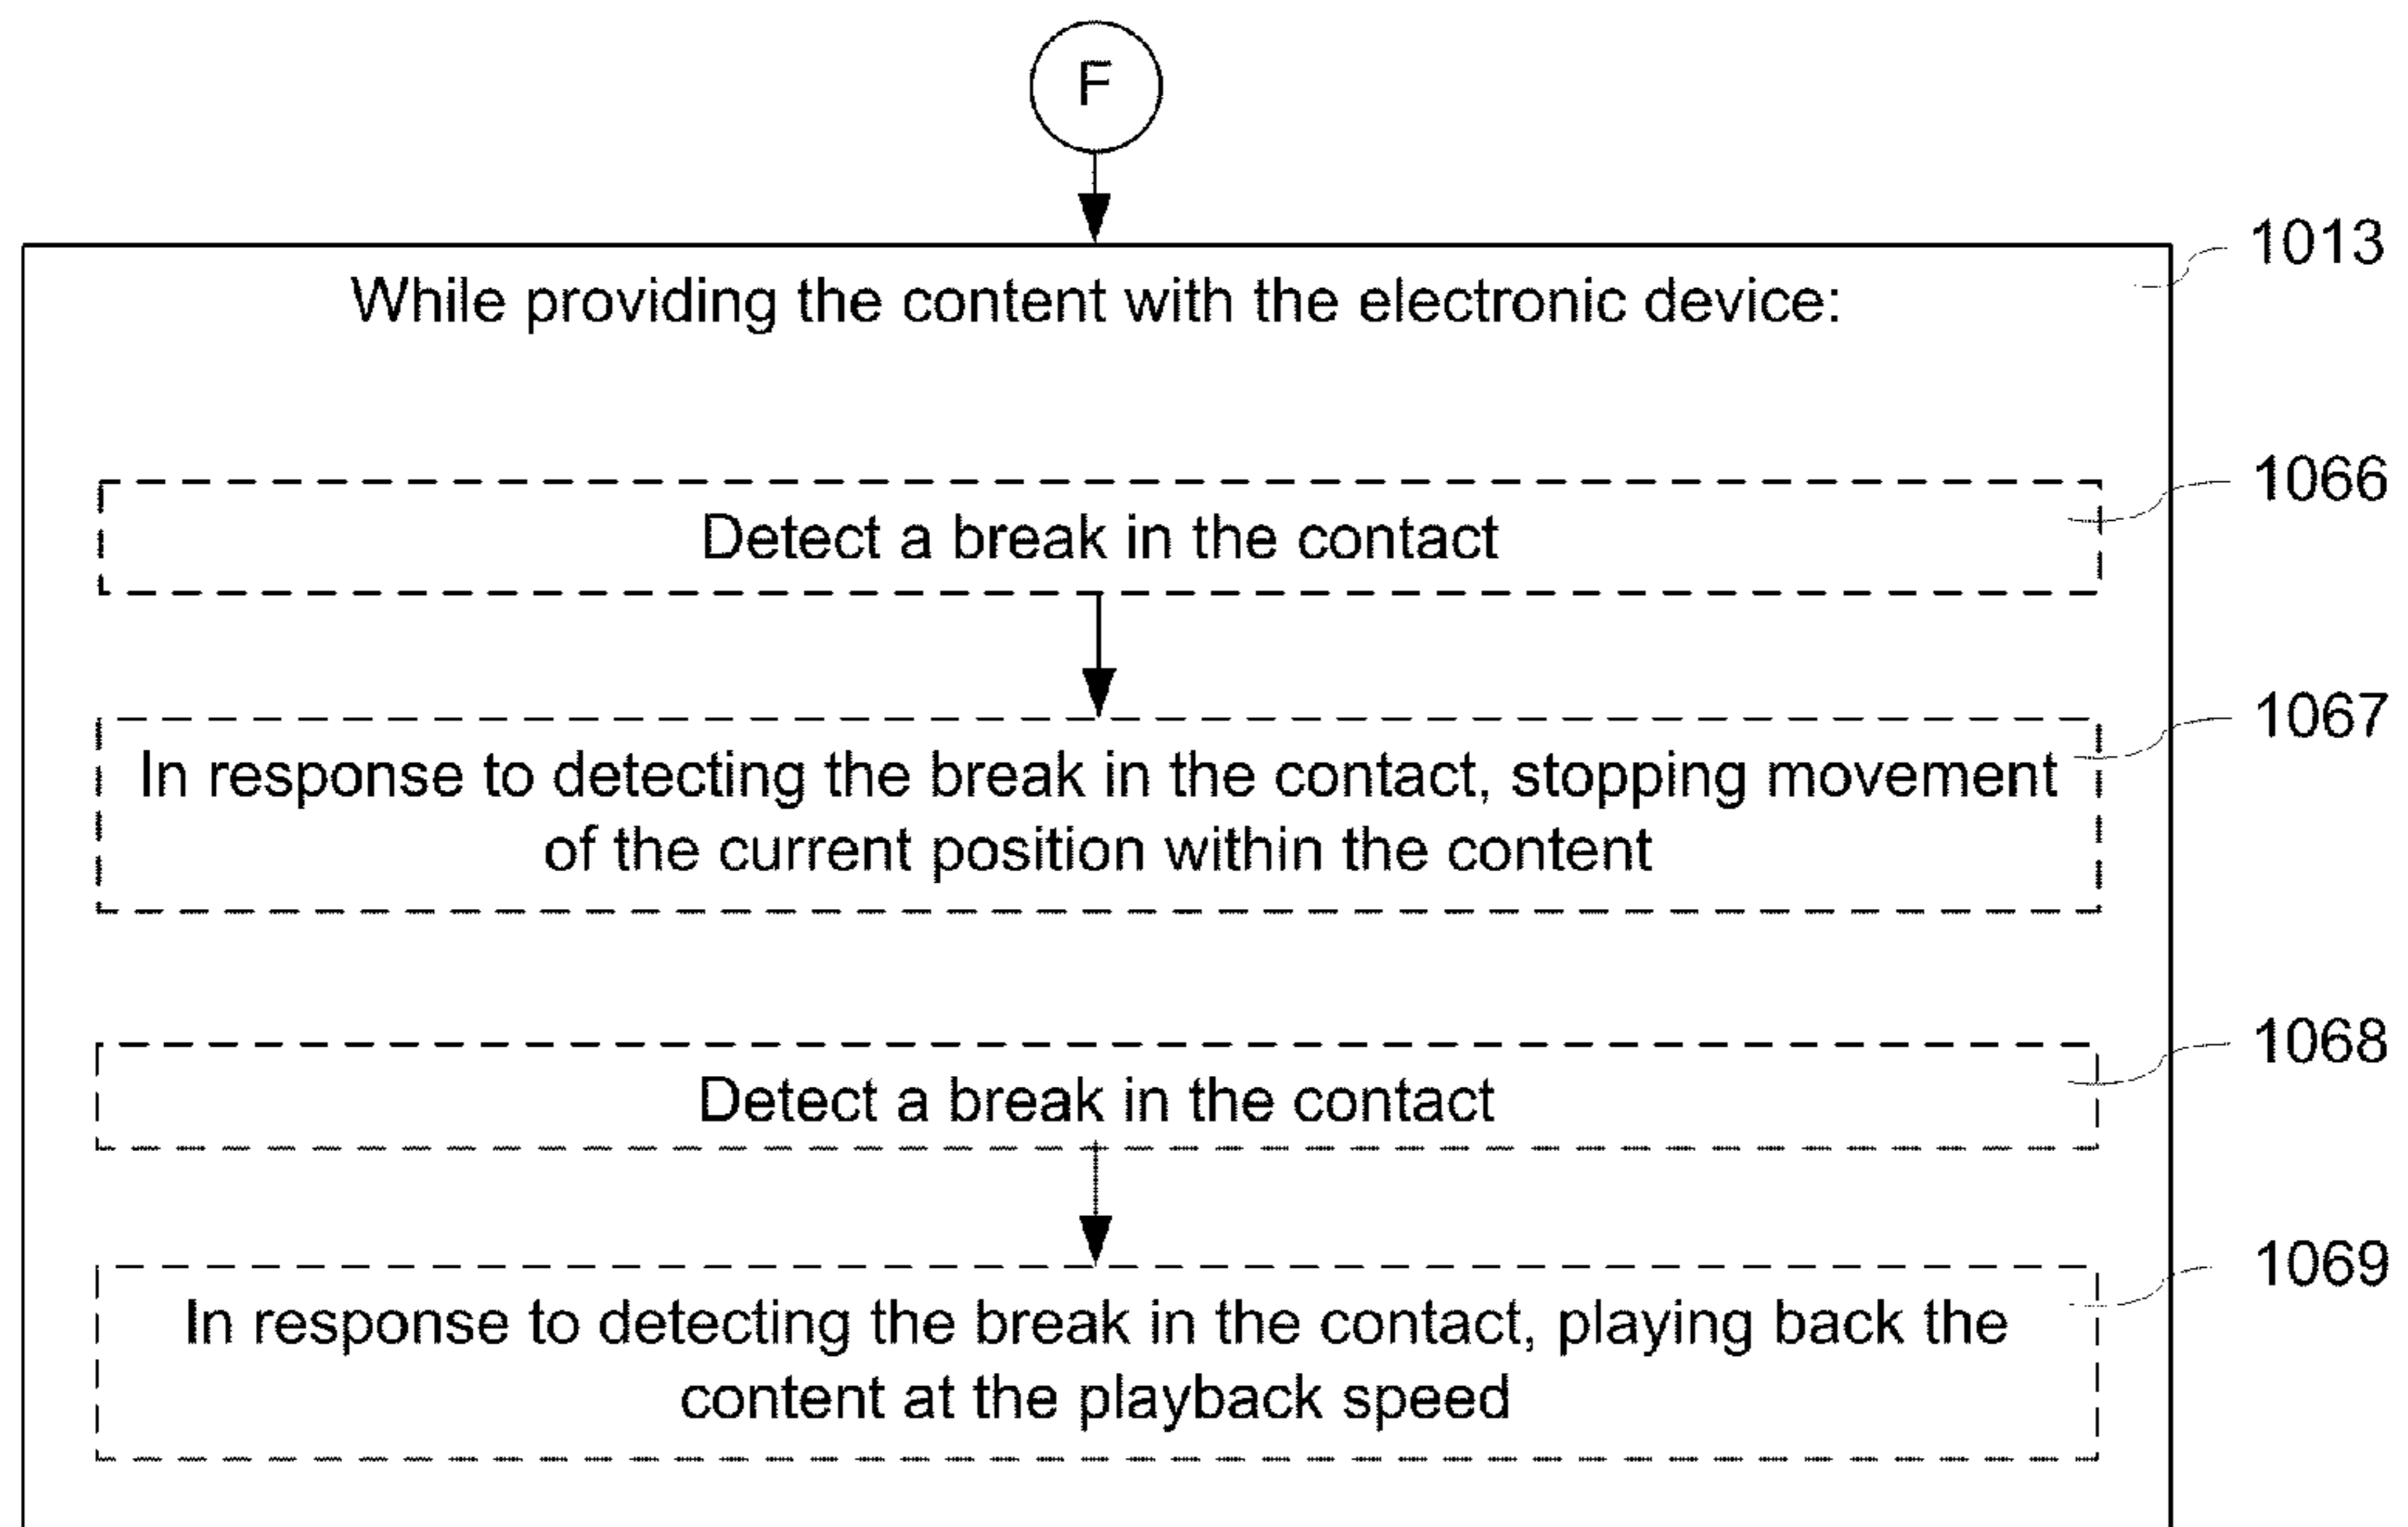 F
1013
While providing the content with the electronic device:
1066
Detect a break in the contact
1067
In response to detecting the break in the contact, stopping movement
of the current position within the content
1068
Detect a break in the contact
1069
In response to detecting the break in the contact, playing back the
content at the playback speed